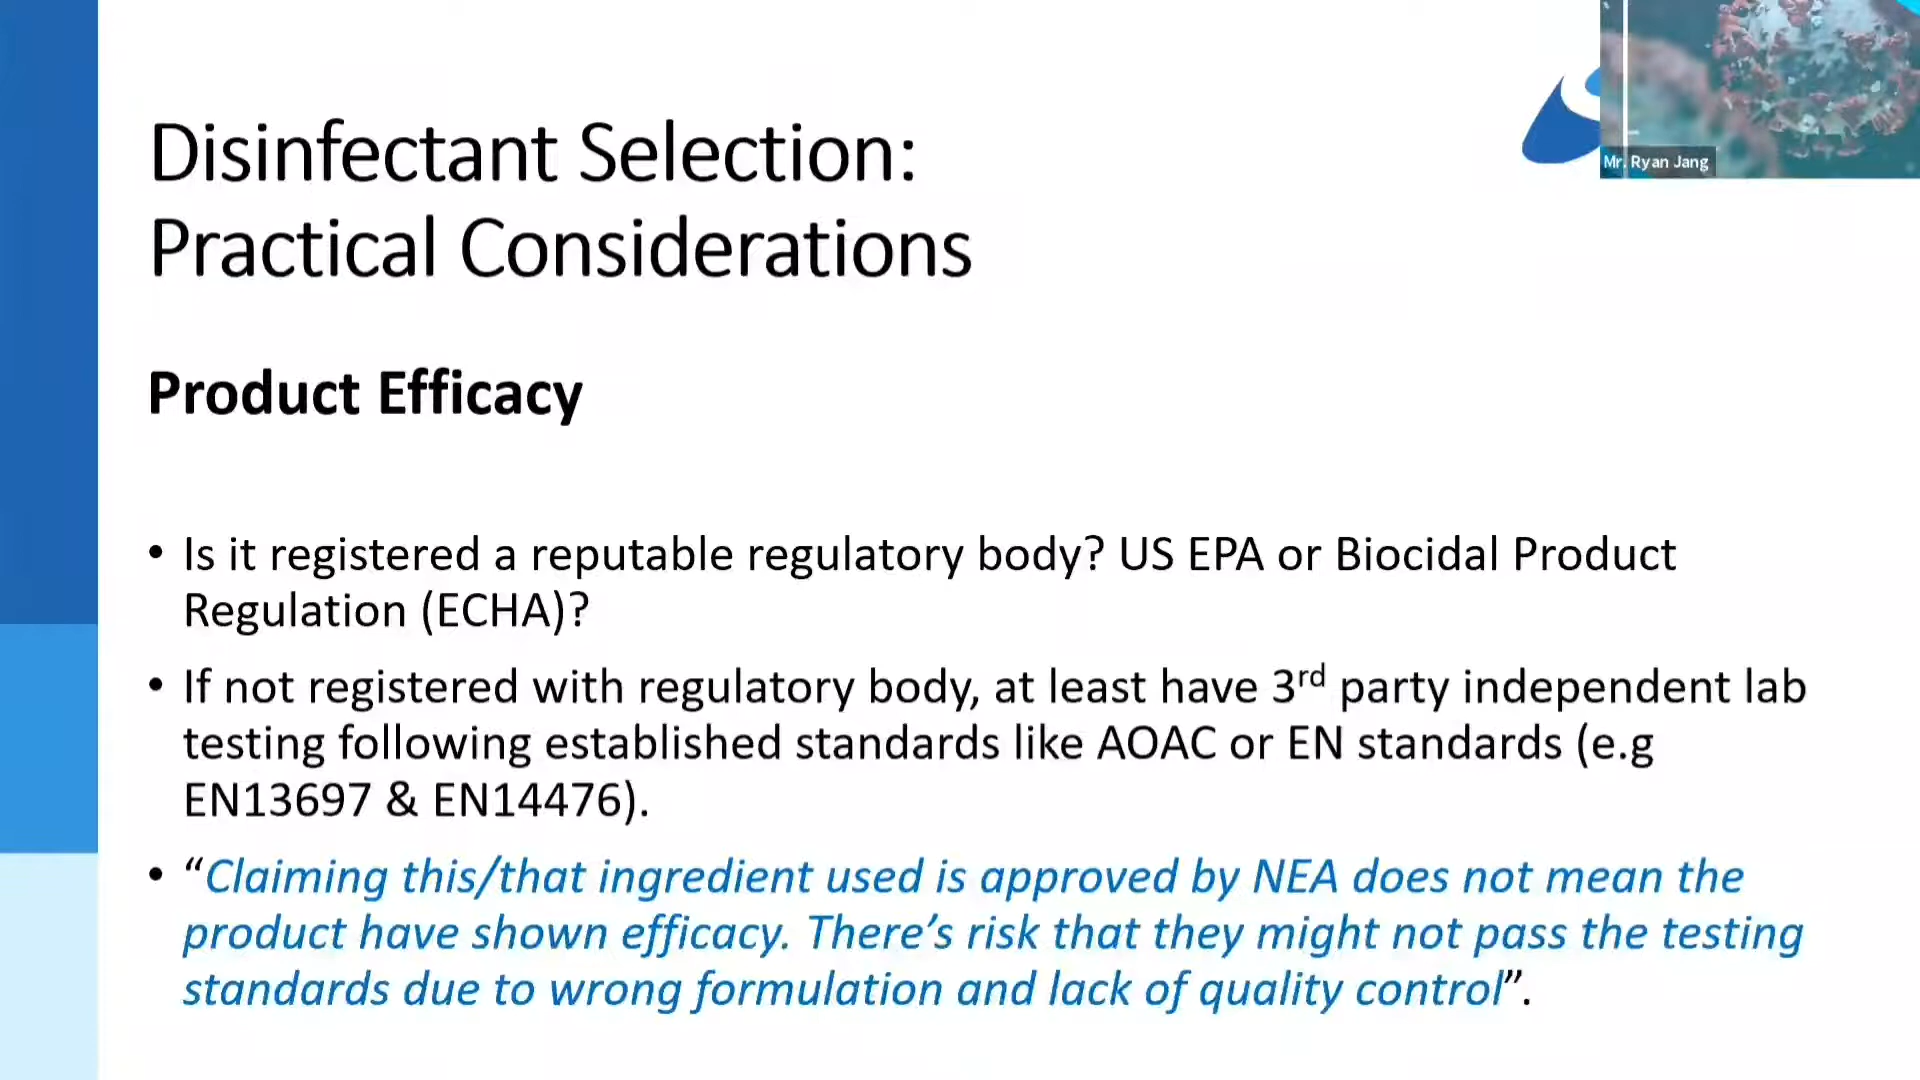 Disinfectant Selection:
Practical Considerations
Mr. Ryan Jang
Product Efficacy
• Is it registered a reputable regulatory body? US EPA or Biocidal Product
Regulation (ECHA)?
• If not registered with regulatory body, at least have 3rd party independent lab
testing following established standards like AOAC or EN standards (e.g
EN13697 & EN14476).
• “Claiming this/that ingredient used is approved by NEA does not mean the
product have shown efficacy. There’s risk that they might not pass the testing
standards due to wrong formulation and lack of quality control”.